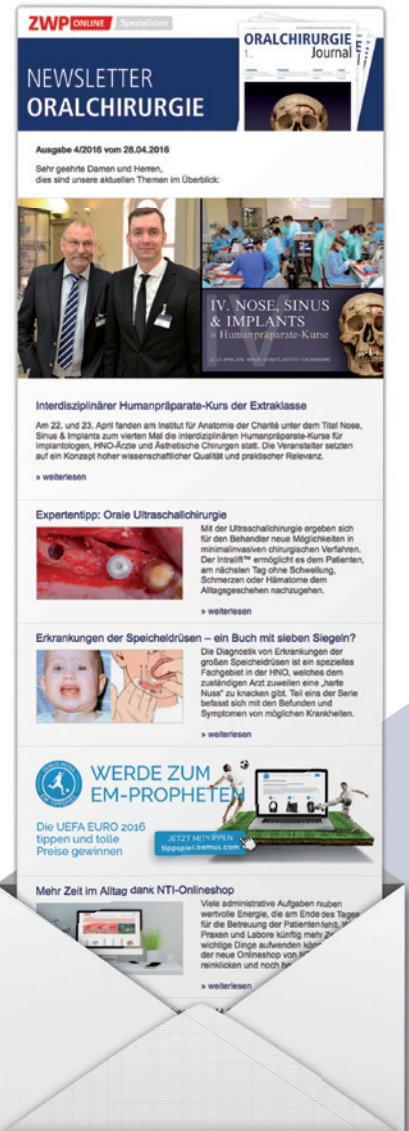 ZWP ONLINE Spezialisten
ORALCHIRURGIE
Journal
NEWSLETTER
ORALCHIRURGIE
Ausgabe 4/2016 vom 28.04.2016
Sehr geehrte Damen und Herren,
dies sind unsere aktuellen Themen im Überblick:
IV. NOSE, SINUS
& IMPLANTS
» Humanpräparate-Kurse
Interdisziplinärer Humanpräparate-Kurs der Extraklasse
Am 22. und 23. April fanden am Institut für Anatomie der Charité unter dem Titel Nose,
Sinus & Implants zum vierten Mal die interdiziplinären Humanpräparate-Kurse für
Implantologen, HNO-Ärzte und Ästhetische Chirurgen statt. Die Veranstalter setzten
auf ein Konzept hoher wissenschaftlicher Qualität und praktischer Relevanz.
» weiterlesen
Expertentipp: Orale Ultraschallchirurgie
Mit der Ultraschallchirurgie ergeben sich
für den Behandler neue Möglichkeiten in
minimalinvasiven chirurgischen Verfahren.
Der Intralift™ ermöglicht es dem Patienten,
am nächsten Tag ohne Schwellung,
Schmerzen oder Hämatome dem
Alltagsgeschehen nachzugehen.
» weiterlesen
Erkrankungen der Speicheldrüsen – ein Buch mit sieben Siegeln?
Die Diagnostik von Erkrankungen der
großen Speicheldrüsen ist ein spezielles
Fachgebiet in der HNO, welches dem
zuständigen Arzt zuweilen eine „harte
Nuss" zu knacken gibt. Teil eins der Serie
befasst sich mit den Befunden und
Symptomen von möglichen Krankheiten.
» weiterlesen
WERDE ZUM
EM-PROPHETEN
Die UEFA EURO 2016
tippen und tolle
Preise gewinnen
JETZT MITTIPPEN
tippspiel.oemus.com
Mehr Zeit im Alltag dank NTI-Onlineshop
Viele administrative Aufgaben rauben
wertvolle Energie, die am Ende des Tages
für die Betreuung der Patienten fehlt.
Praxen und Labore künftig mehr
wichtige Dinge aufwenden
der neue Onlineshop von
reinklicken und noch
» weiterlesen